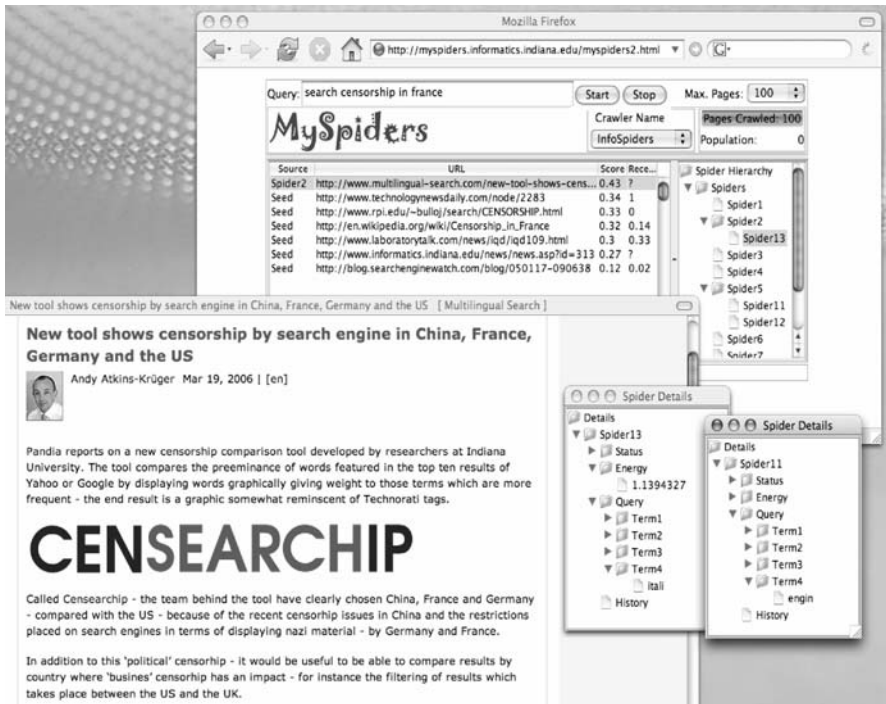 Mozilla Firefox
http://myspiders.informatics.indiana.edu/myspiders2.html
G
Query: search censorship in france Start Stop Max. Pages: 100
MySpiders
Crawler Name
InfoSpiders
Pages Crawled: 100
Population: 0
Source URL Score Rece...
Spider2 http://www.multilingual-search.com/new-tool-shows-cens... 0.43 ?
Seed http://www.technologynewsdaily.com/node/2283 0.34 1
Seed http://www.rpi.edu/~bulloj/search/CENSORSHIP.html 0.33 0
Seed http://en.wikipedia.org/wiki/Censorship_in_France 0.32 0.14
Seed http://www.laboratorytalk.com/news/iqd/iqd109.html 0.3 0.33
Seed http://www.informatics.indiana.edu/news/news.asp?id=313 0.27 ?
Seed http://blog.searchenginewatch.com/blog/050117-090638 0.12 0.02
Spider Hierarchy
Spiders
Spider1
Spider2
Spider13
Spider3
Spider4
Spider5
Spider11
Spider12
Spider6
Spider7
New tool shows censorship by search engine in China, France, Germany and the US [ Multilingual Search ]
New tool shows censorship by search engine in China, France,
Germany and the US
Andy Atkins-Krüger Mar 19, 2006 | [en]
Pandia reports on a new censorship comparison tool developed by researchers at Indiana
University. The tool compares the preeminance of words featured in the top ten results of
Yahoo or Google by displaying words graphically giving weight to those terms which are more
frequent - the end result is a graphic somewhat reminscent of Technorati tags.
CENSEARCHIP
Called Censearchip - the team behind the tool have clearly chosen China, France and Germany
- compared with the US - because of the recent censorhip issues in China and the restrictions
placed on search engines in terms of displaying nazi material - by Germany and France.
In addition to this 'political' censorhip - it would be useful to be able to compare results by
country where 'busines' censorhip has an impact - for instance the filtering of results which
takes place between the US and the UK.
Spider Details
Details
Spider13
Status
Energy
1.1394327
Query
Term1
Term2
Term3
Term4
itali
History
Spider Details
Details
Spider11
Status
Energy
Query
Term1
Term2
Term3
Term4
engin
History